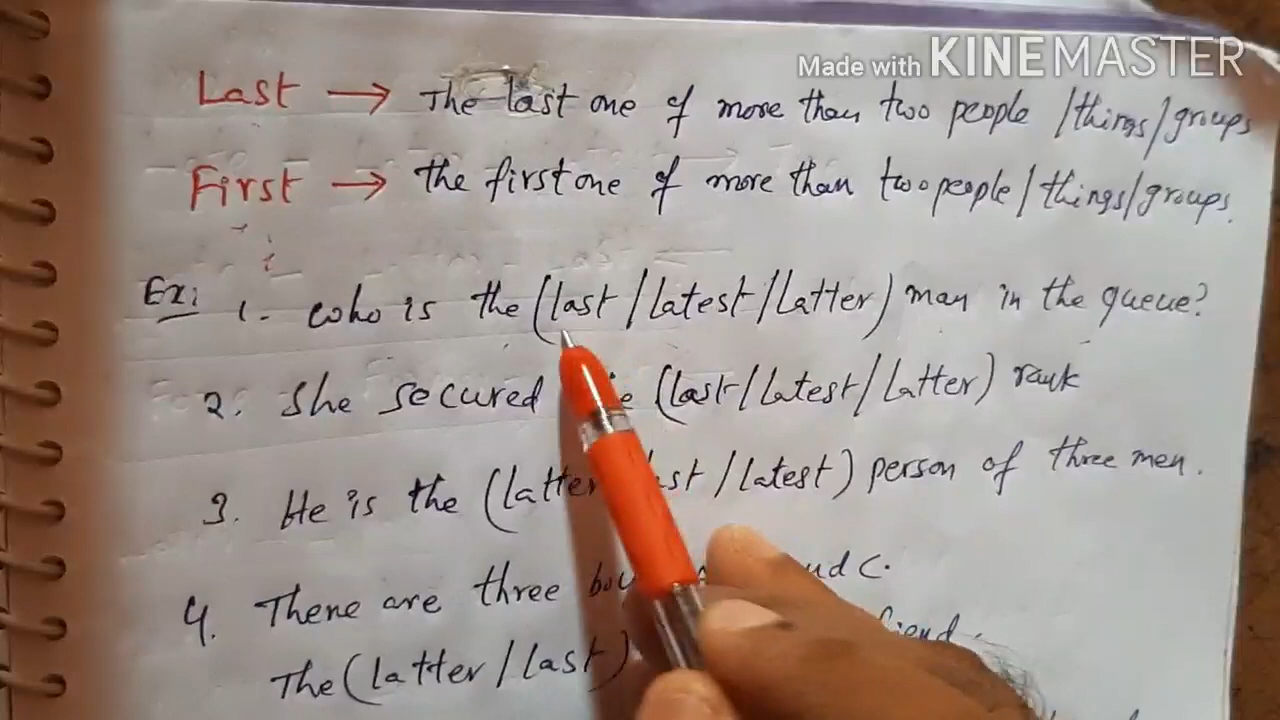 Made with KINEMASTER
Last → The last one of more than two people /things/groups
First → the first one of more than two people/things/groups.
Ex: 1. Who is the (last /latest/latter) man in the queue?
2. She secured (last/latest/latter) rank
3. He is the (latter /latest) person of three men.
4. There are three and C.
The (latter/last)